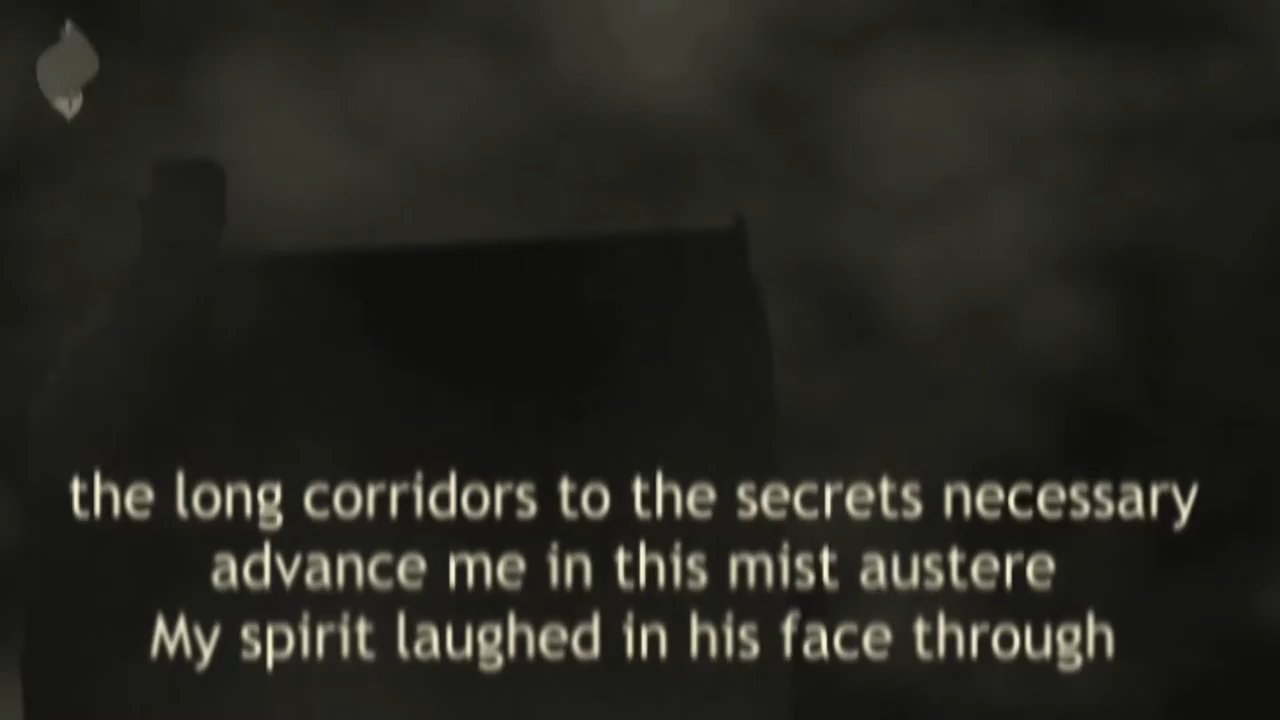 the long corridors to the secrets necessary
advance me in this mist austere
My spirit laughed in his face through